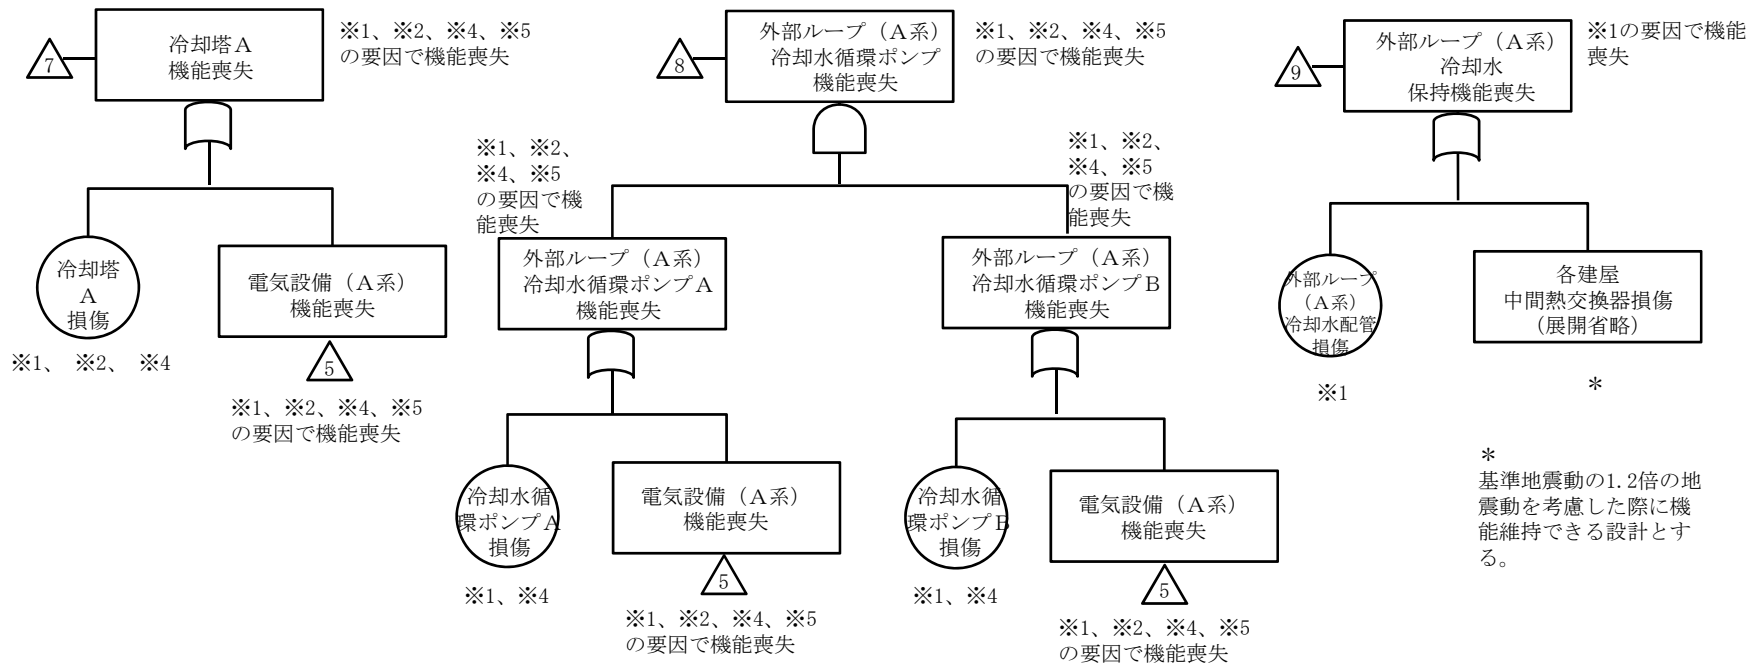 7
冷却塔A
機能喪失
※1、※2、※4、※5
の要因で機能喪失
冷却塔
A
損傷
※1、 ※2、 ※4
電気設備（A系）
機能喪失
5
※1、※2、※4、※5
の要因で機能喪失
8
外部ループ（A系）
冷却水循環ポンプ
機能喪失
※1、※2、※4、※5
の要因で機能喪失
※1、※2、
※4、※5
の要因で機
能喪失
外部ループ（A系）
冷却水循環ポンプA
機能喪失
冷却水循
環ポンプA
損傷
※1、※4
電気設備（A系）
機能喪失
5
※1、※2、※4、※5
の要因で機能喪失
※1、※2、
※4、※5
の要因で機
能喪失
外部ループ（A系）
冷却水循環ポンプB
機能喪失
冷却水循
環ポンプB
損傷
※1、※4
電気設備（A系）
機能喪失
5
※1、※2、※4、※5
の要因で機能喪失
9
外部ループ（A系）
冷却水
保持機能喪失
※1の要因で機能
喪失
外部ループ
（A系）
冷却水配管
損傷
※1
各建屋
中間熱交換器損傷
（展開省略）
＊
＊
基準地震動の1.2倍の地
震動を考慮した際に機
能維持できる設計とす
る。